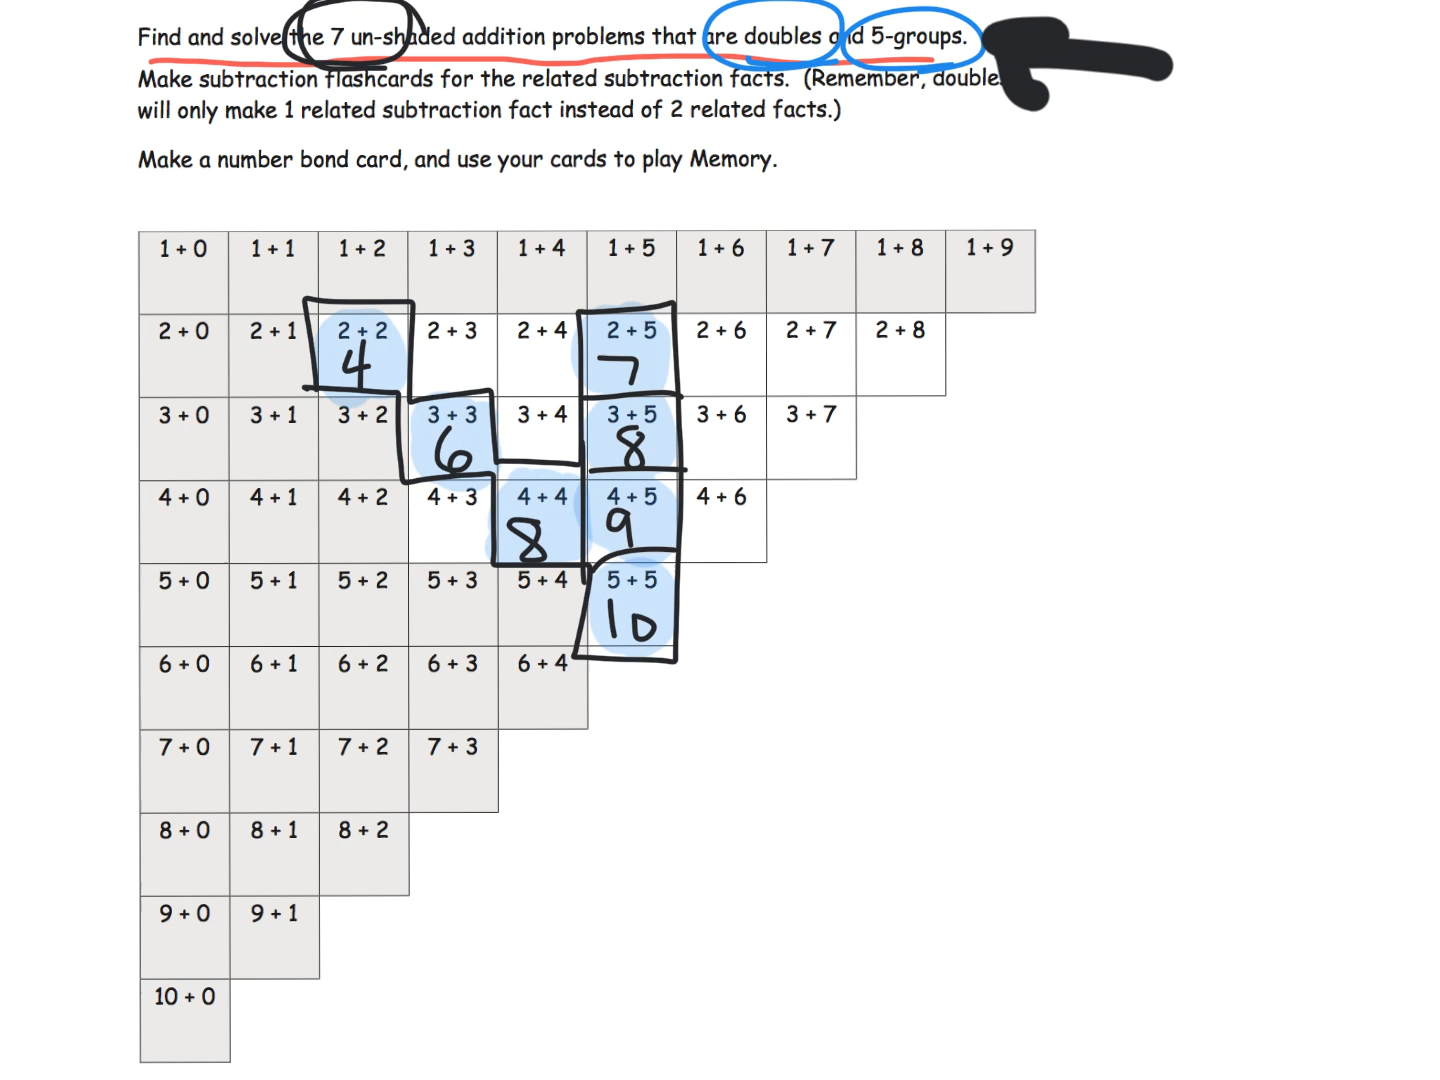 Find and solve the 7 un-shaded addition problems that are doubles and 5-groups.
Make subtraction flashcards for the related subtraction facts. (Remember, double
will only make 1 related subtraction fact instead of 2 related facts.)
Make a number bond card, and use your cards to play Memory.
1 + 0 1 + 1 1 + 2 1 + 3 1 + 4 1 + 5 1 + 6 1 + 7 1 + 8 1 + 9
2 + 0 2 + 1 2 + 2 2 + 3 2 + 4 2 + 5 2 + 6 2 + 7 2 + 8
4 7
3 + 0 3 + 1 3 + 2 3 + 3 3 + 4 3 + 5 3 + 6 3 + 7
6 8
4 + 0 4 + 1 4 + 2 4 + 3 4 + 4 4 + 5 4 + 6
8 9
5 + 0 5 + 1 5 + 2 5 + 3 5 + 4 5 + 5
10
6 + 0 6 + 1 6 + 2 6 + 3 6 + 4
7 + 0 7 + 1 7 + 2 7 + 3
8 + 0 8 + 1 8 + 2
9 + 0 9 + 1
10 + 0